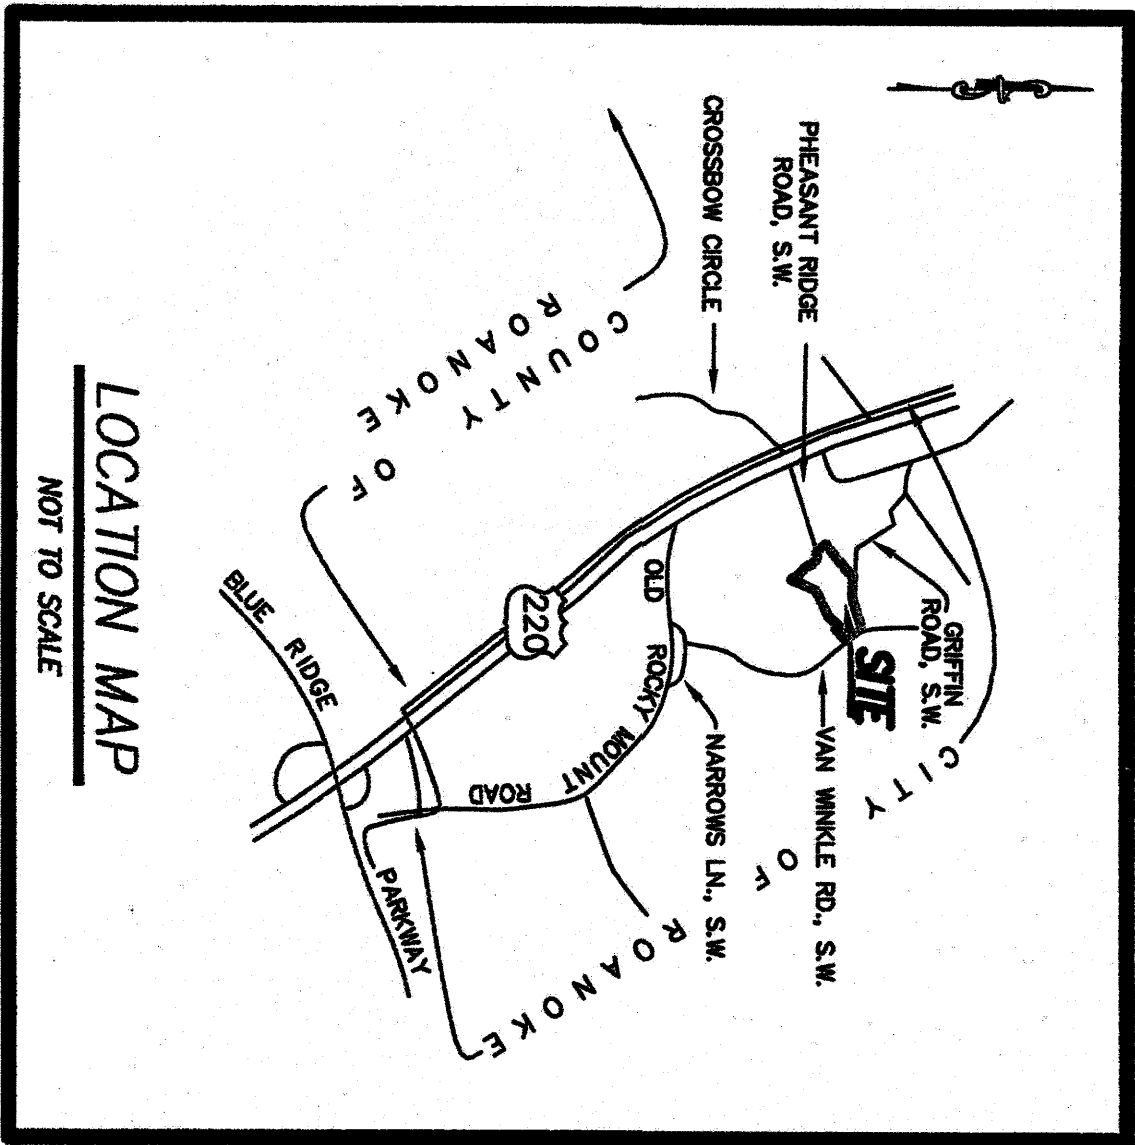 CROSSBOW CIRCLE
PHEASANT RIDGE
ROAD, S.W.
GRIFFIN
ROAD, S.W.
SITE
VAN WINKLE RD., S.W.
NARROWS LN., S.W.
OLD ROCKY MOUNT ROAD
220
CITY OF ROANOKE
COUNTY OF
ROANOKE
BLUE RIDGE PARKWAY
LOCATION MAP
NOT TO SCALE